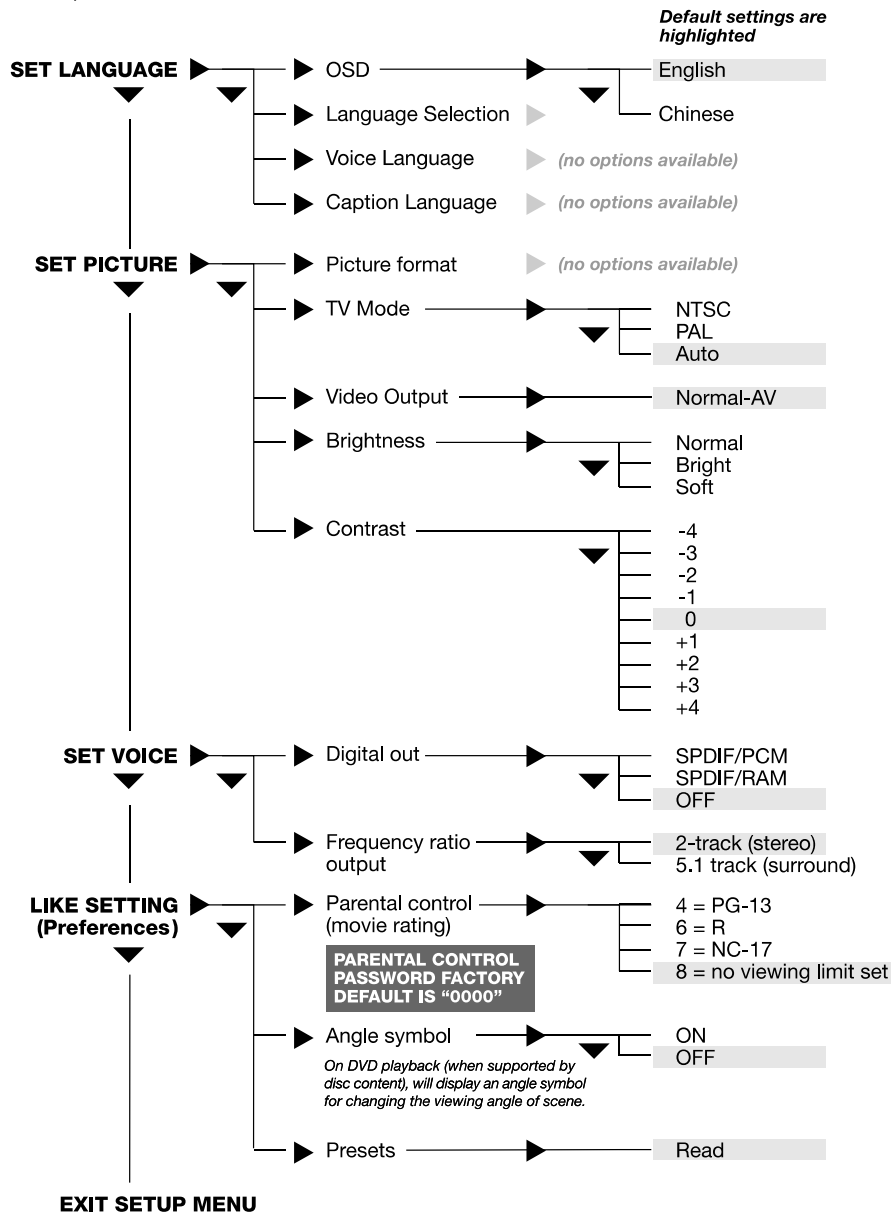 Default settings are
highlighted
SET LANGUAGE
OSD
English
Chinese
Language Selection
Voice Language
(no options available)
Caption Language
(no options available)
SET PICTURE
Picture format
(no options available)
TV Mode
NTSC
PAL
Auto
Video Output
Normal-AV
Brightness
Normal
Bright
Soft
Contrast
-4
-3
-2
-1
0
+1
+2
+3
+4
SET VOICE
Digital out
SPDIF/PCM
SPDIF/RAM
OFF
Frequency ratio
output
2-track (stereo)
5.1 track (surround)
LIKE SETTING
(Preferences)
Parental control
(movie rating)
4 = PG-13
6 = R
7 = NC-17
8 = no viewing limit set
PARENTAL CONTROL
PASSWORD FACTORY
DEFAULT IS “0000”
Angle symbol
ON
OFF
On DVD playback (when supported by
disc content), will display an angle symbol
for changing the viewing angle of scene.
Presets
Read
EXIT SETUP MENU